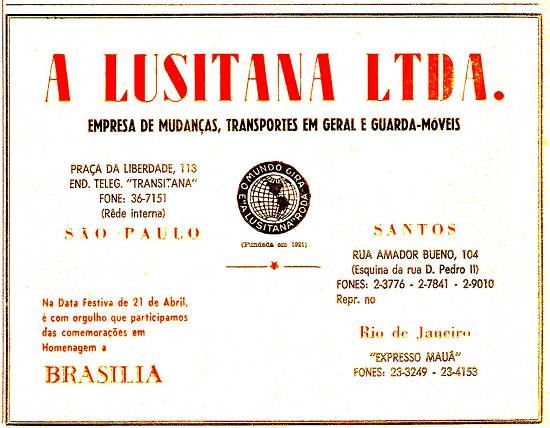 A LUSITANA LTDA.
EMPRESA DE MUDANÇAS, TRANSPORTES EM GERAL E GUARDA-MÓVEIS
PRAÇA DA LIBERDADE, 113
END. TELEG. "TRANSITANA"
FONE: 36-7151
(Rêde interna)
SÃO PAULO
O MUNDO GIRA
E "A LUSITANA" RODA
(Fundada em 1921)
SANTOS
RUA AMADOR BUENO, 104
(Esquina da rua D. Pedro II)
FONES: 2-3776 - 2-7841 - 2-9010
Repr. no
Rio de Janeiro
"EXPRESSO MAUÃ"
FONES: 23-3249 - 23-4153
Na Data Festiva de 21 de Abril,
é com orgulho que participamos
das comemorações em
Homenagem a
BRASILIA